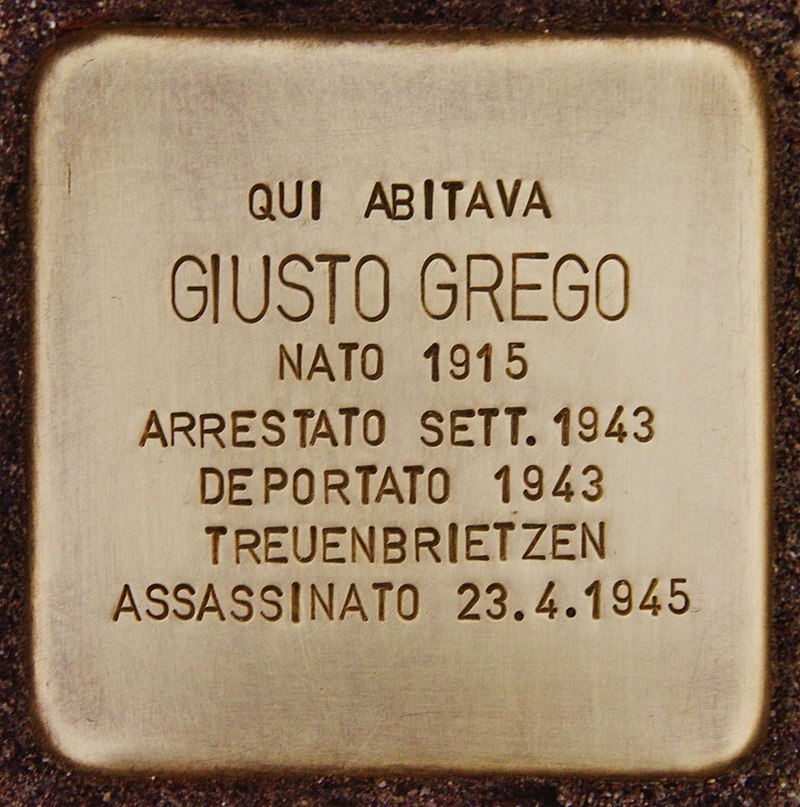 QUI ABITAVA
GIUSTO GREGO
NATO 1915
ARRESTATO SETT. 1943
DEPORTATO 1943
TREUENBRIETZEN
ASSASSINATO 23.4.1945